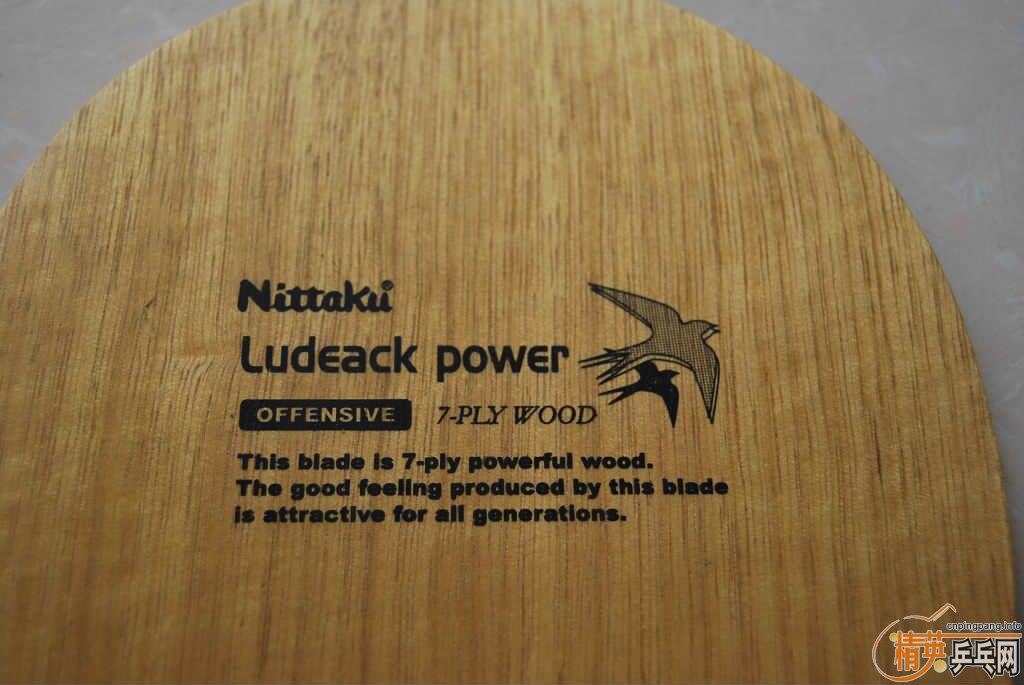 Nittaku®
Ludeack power
OFFENSIVE 7-PLY WOOD
This blade is 7-ply powerful wood.
The good feeling produced by this blade
is attractive for all generations.
cnpingpang.info
精英乒乓网